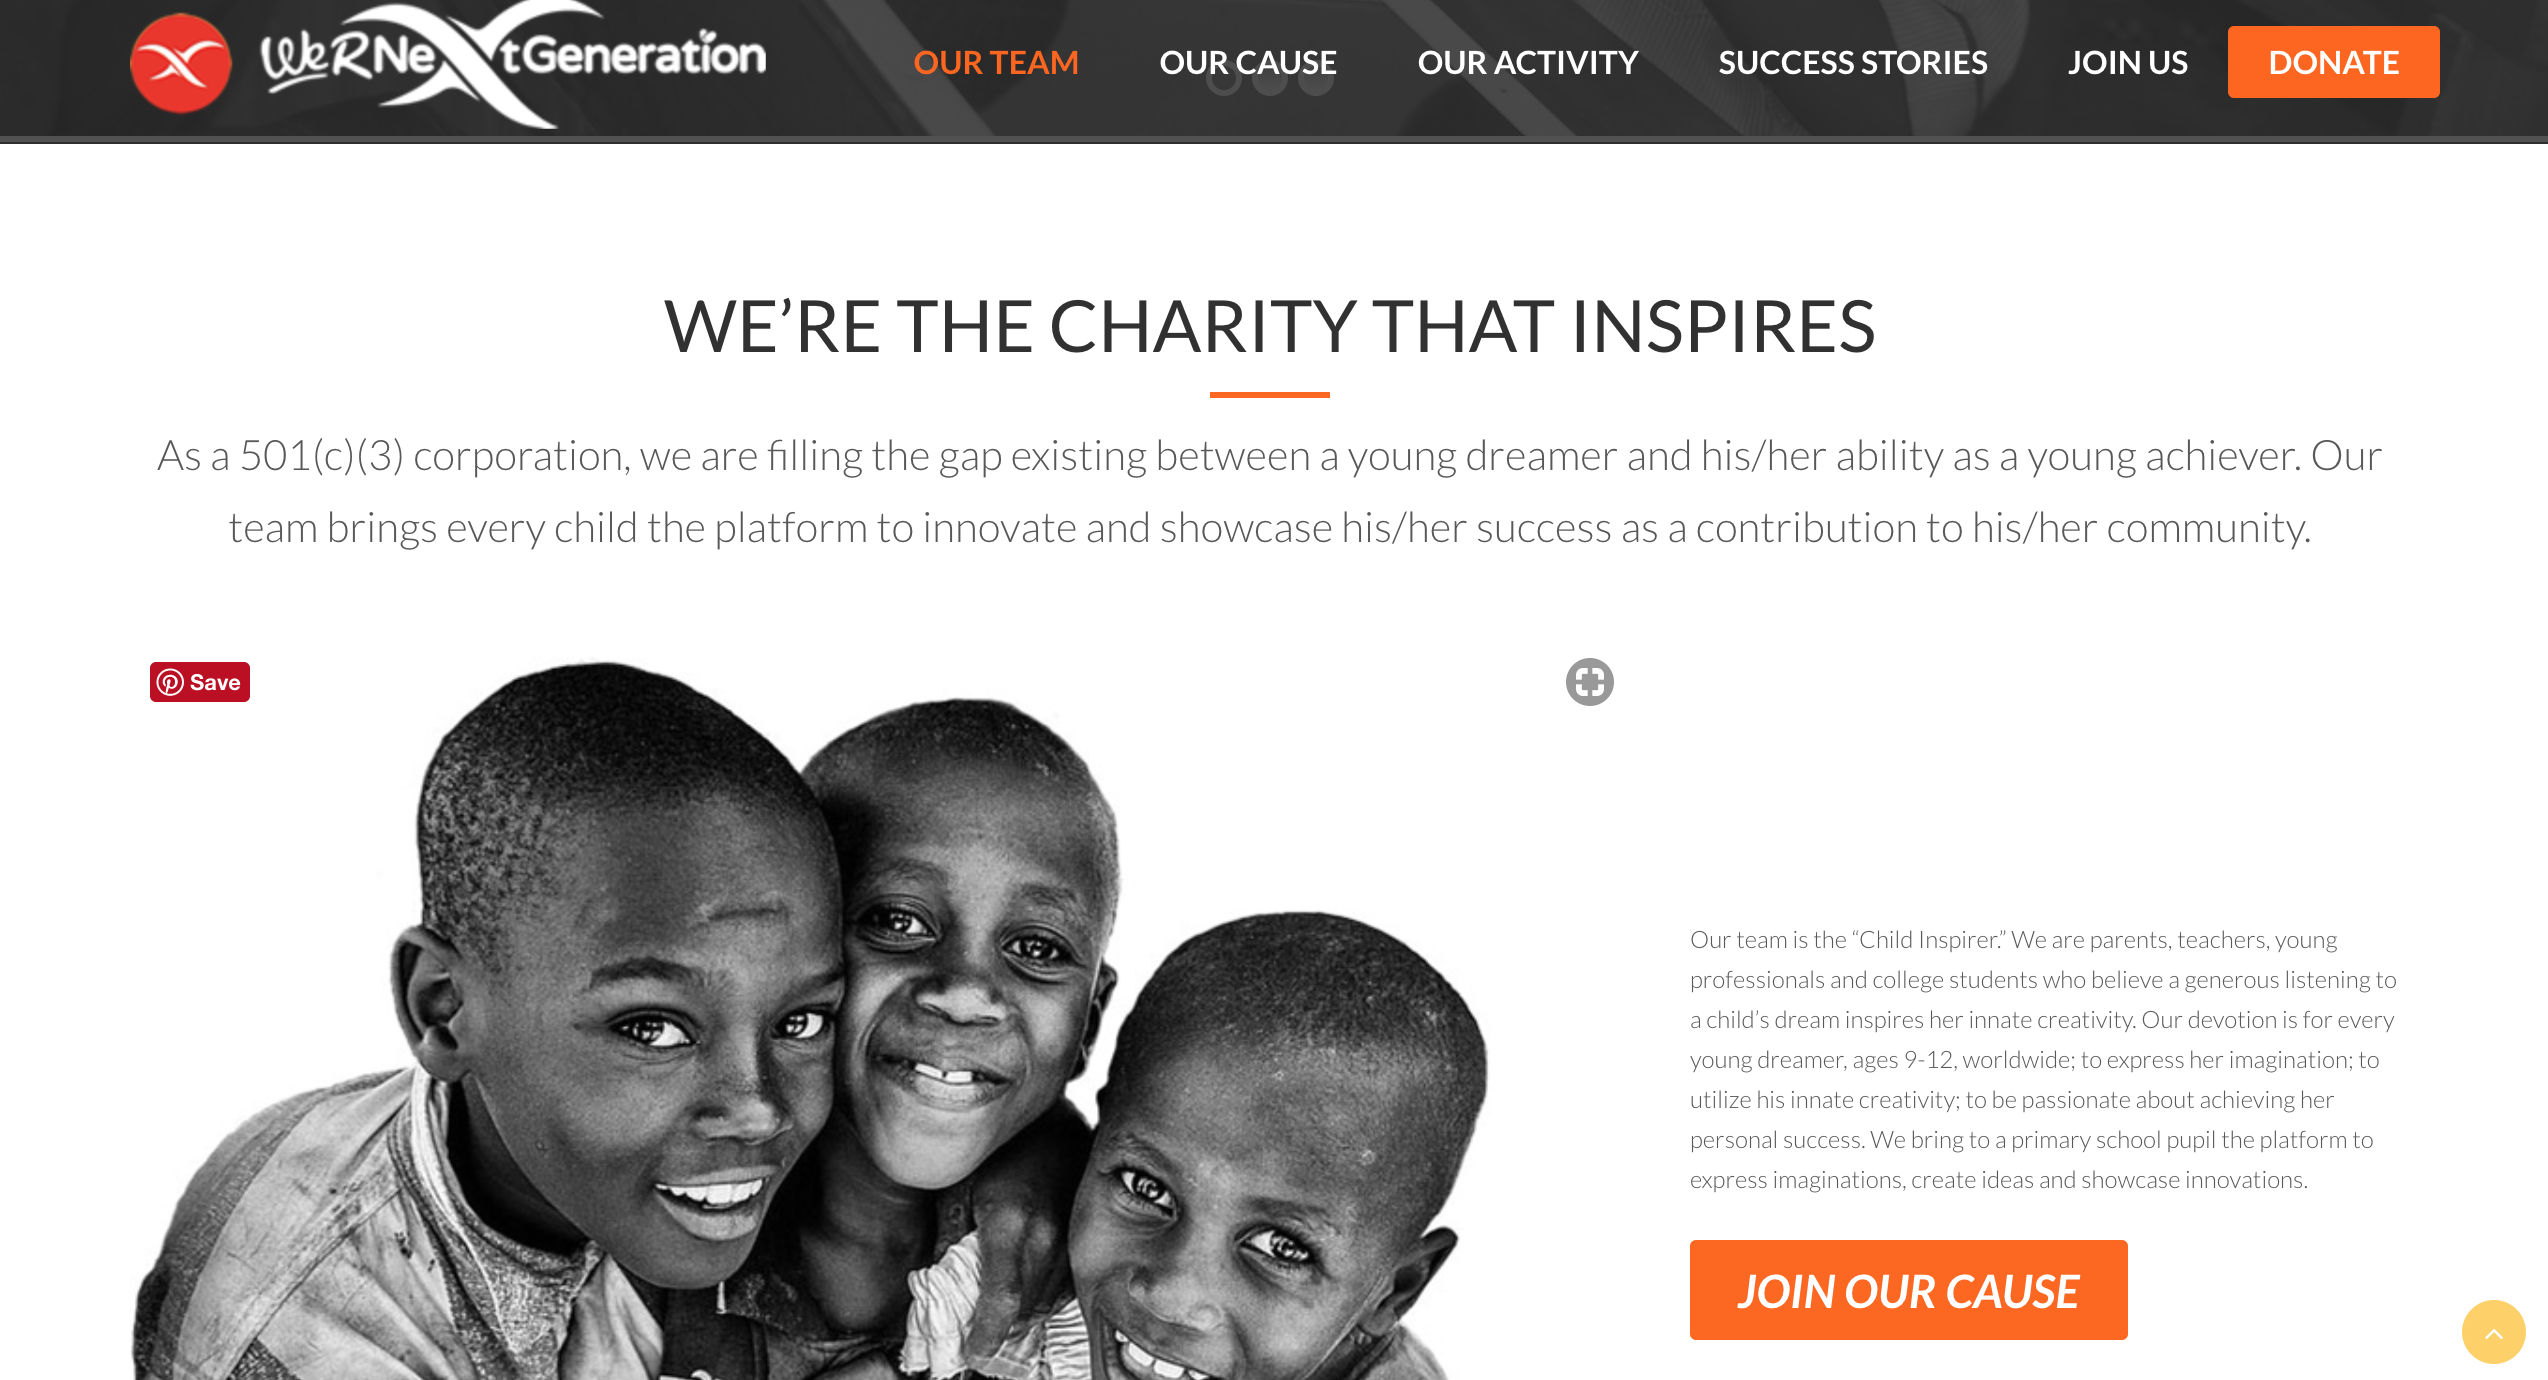 WeRNeXtGeneration
OUR TEAM
OUR CAUSE
OUR ACTIVITY
SUCCESS STORIES
JOIN US
DONATE
WE’RE THE CHARITY THAT INSPIRES
As a 501(c)(3) corporation, we are filling the gap existing between a young dreamer and his/her ability as a young achiever. Our
team brings every child the platform to innovate and showcase his/her success as a contribution to his/her community.
Save
Our team is the “Child Inspirer.” We are parents, teachers, young
professionals and college students who believe a generous listening to
a child’s dream inspires her innate creativity. Our devotion is for every
young dreamer, ages 9-12, worldwide; to express her imagination; to
utilize his innate creativity; to be passionate about achieving her
personal success. We bring to a primary school pupil the platform to
express imaginations, create ideas and showcase innovations.
JOIN OUR CAUSE